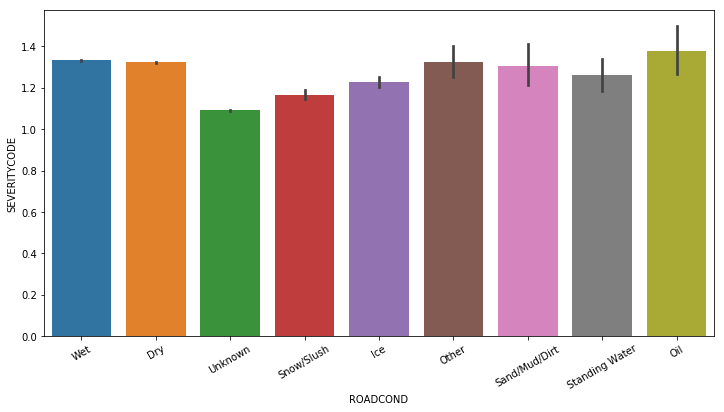 1.4
1.2
1.0
0.8
0.6
0.4
0.2
0.0
SEVERITYCODE
Wet
Dry
Unknown
Snow/Slush
Ice
Other
Sand/Mud/Dirt
Standing Water
Oil
ROADCOND